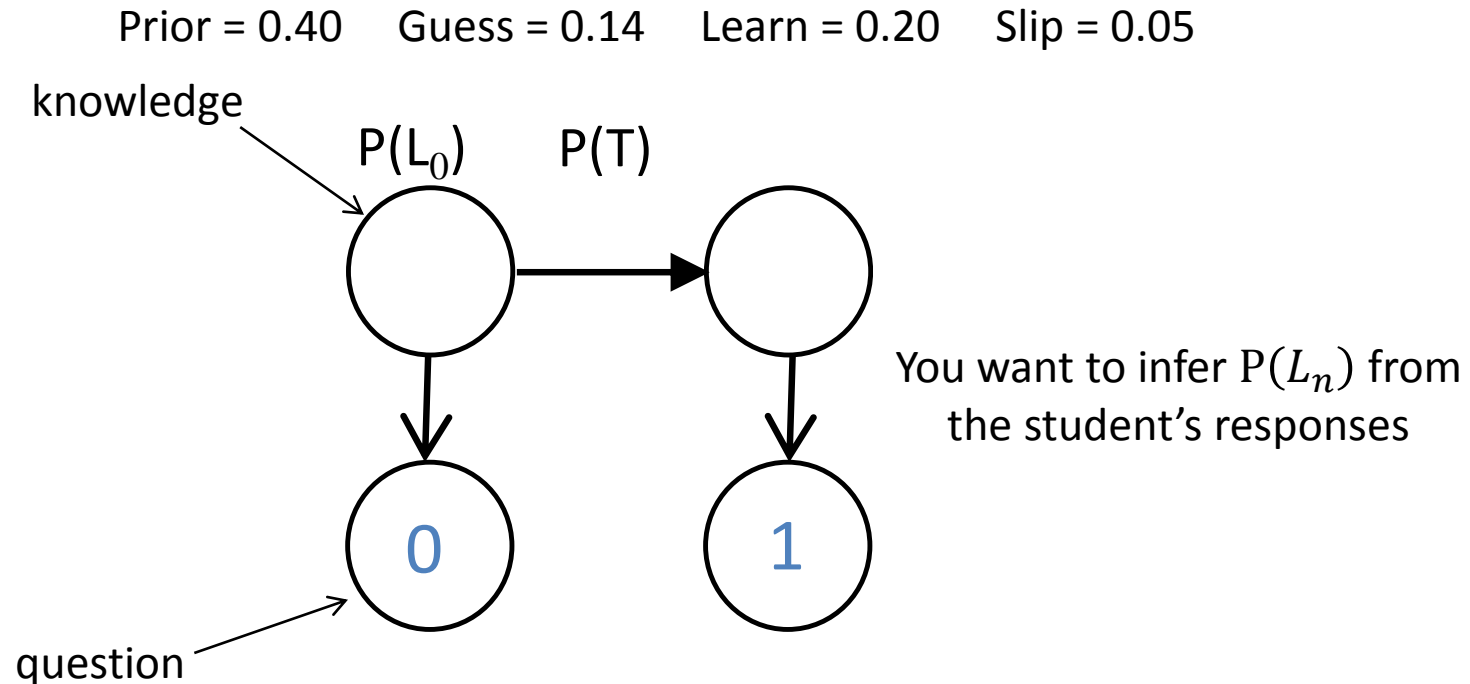 Prior = 0.40 Guess = 0.14 Learn = 0.20 Slip = 0.05
knowledge
P(L₀) P(T)
You want to infer P(Lₙ) from
the student's responses
0 1
question